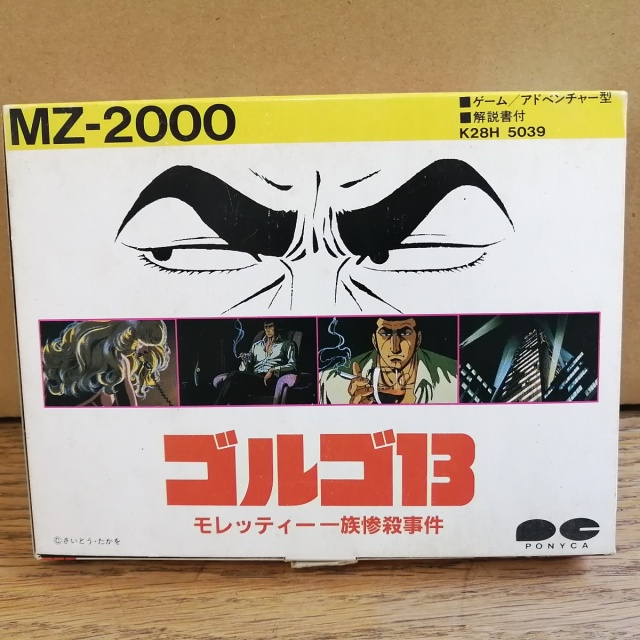 MZ-2000
■ゲーム/アドベンチャー型
■解説書付
K28H 5039
ゴルゴ13
モレッティー一族惨殺事件
©さいとう・たかを
PONYCA